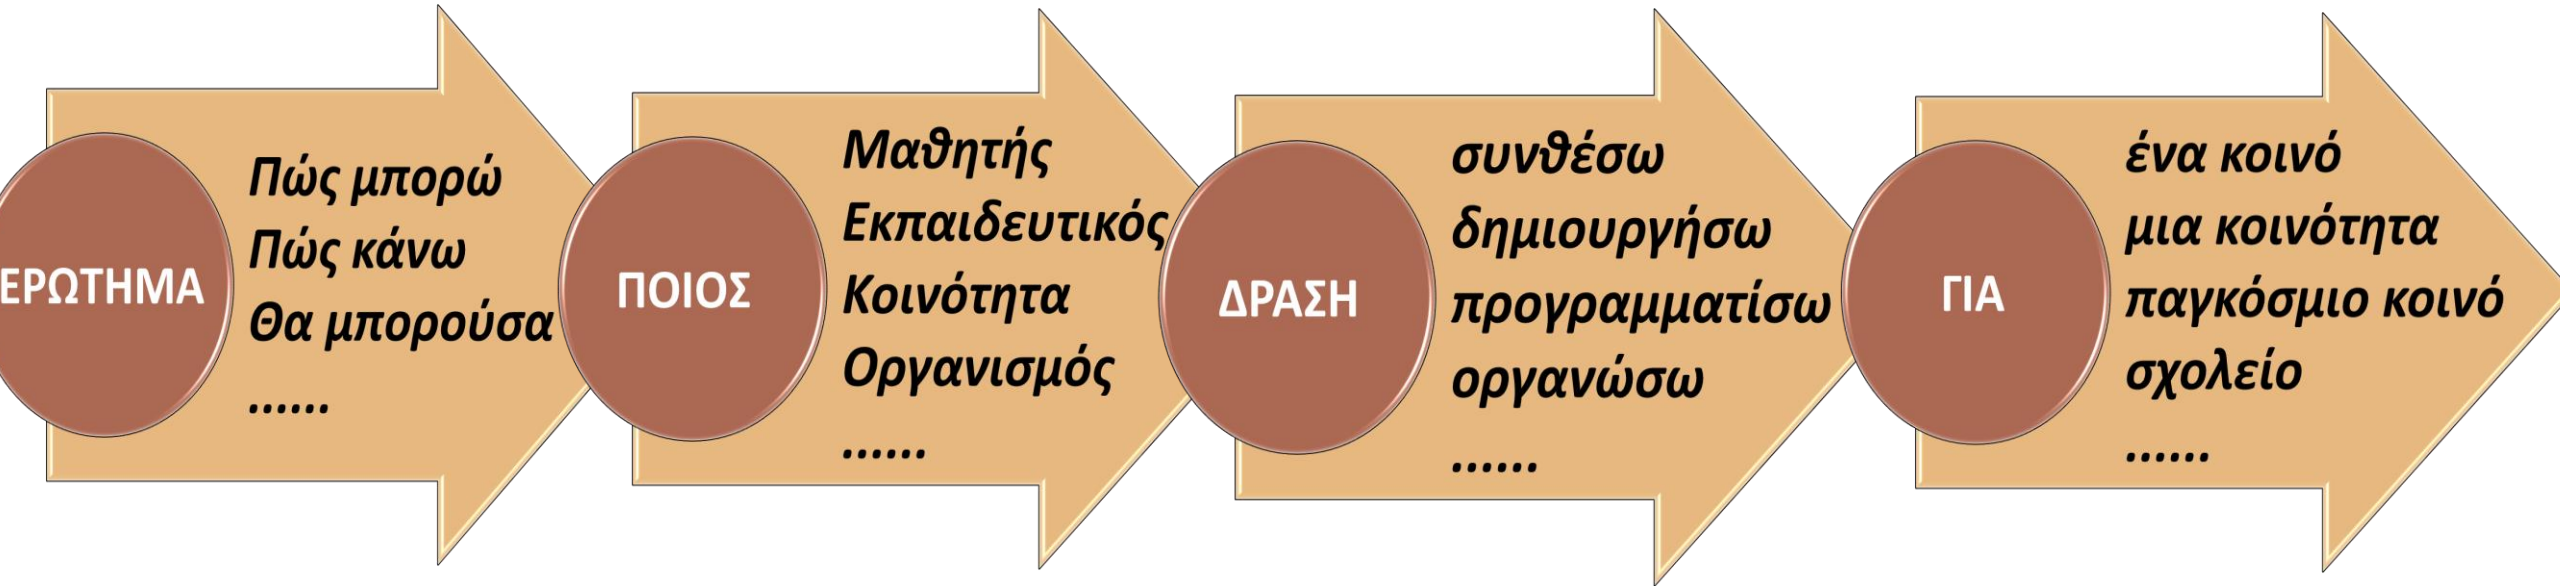 ΕΡΩΤΗΜΑ
Πώς μπορώ
Πώς κάνω
Θα μπορούσα
......
ΠΟΙΟΣ
Μαθητής
Εκπαιδευτικός
Κοινότητα
Οργανισμός
......
ΔΡΑΣΗ
συνθέσω
δημιουργήσω
προγραμματίσω
οργανώσω
......
ΓΙΑ
ένα κοινό
μια κοινότητα
παγκόσμιο κοινό
σχολείο
......